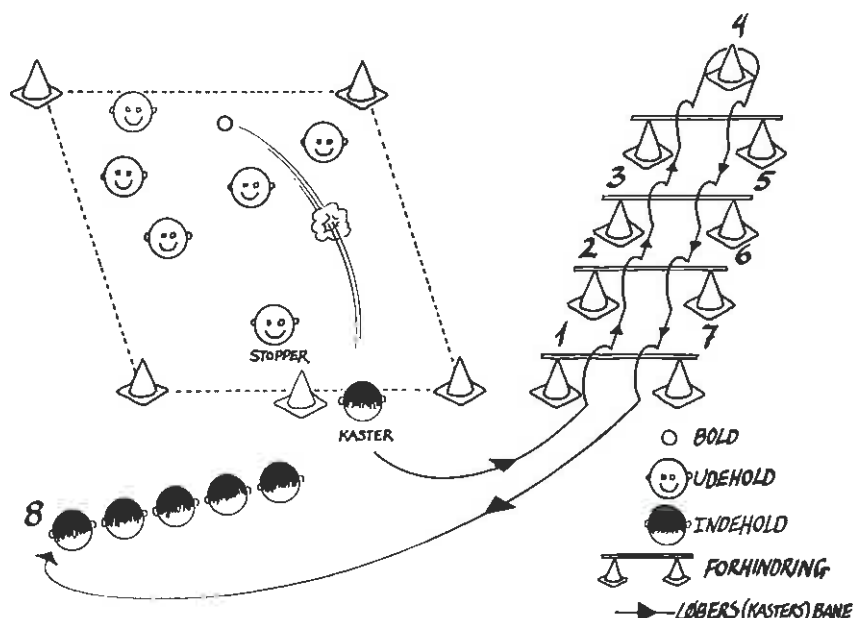 4
3
5
2
6
1
7
STOPPER
KASTER
8
BOLD
UDEHOLD
INDEHOLD
FORHINDRING
LØBERS (KASTERS) BANE